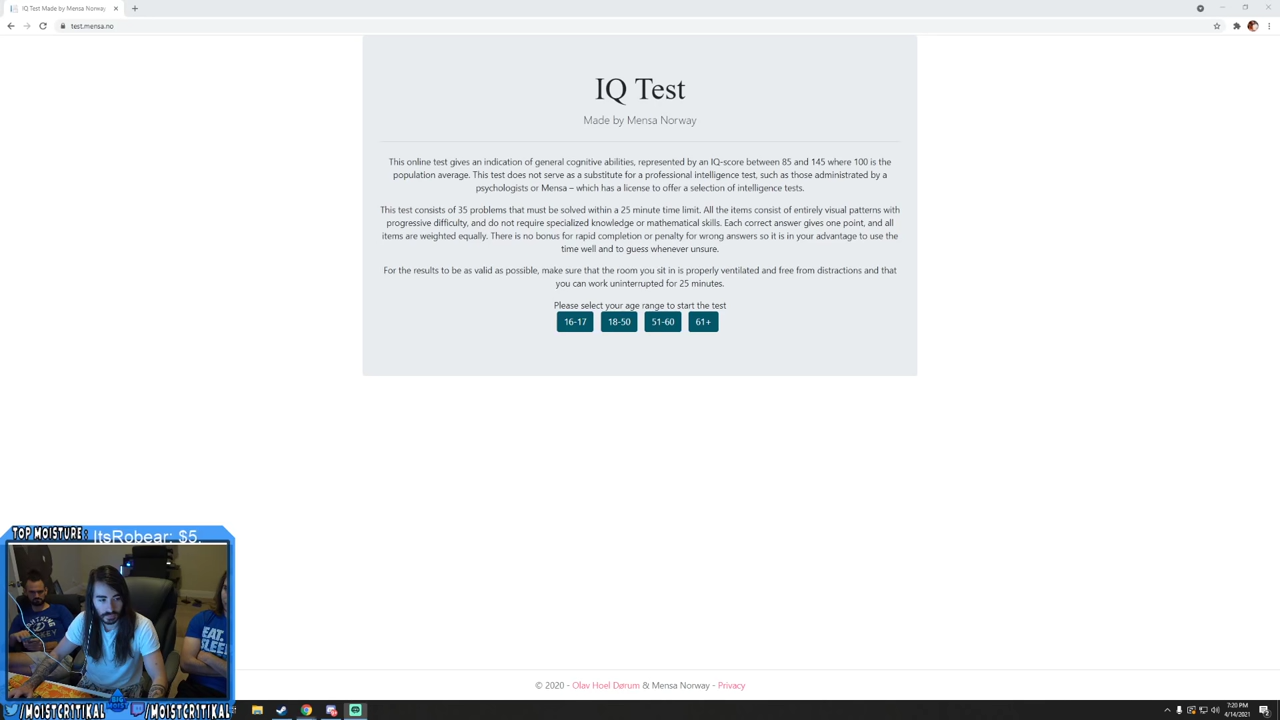 IQ Test Made by Mensa Norway
test.mensa.no
IQ Test
Made by Mensa Norway
This online test gives an indication of general cognitive abilities, represented by an IQ-score between 85 and 145 where 100 is the
population average. This test does not serve as a substitute for a professional intelligence test, such as those administrated by a
psychologists or Mensa – which has a license to offer a selection of intelligence tests.
This test consists of 35 problems that must be solved within a 25 minute time limit. All the items consist of entirely visual patterns with
progressive difficulty, and do not require specialized knowledge or mathematical skills. Each correct answer gives one point, and all
items are weighted equally. There is no bonus for rapid completion or penalty for wrong answers so it is in your advantage to use the
time well and to guess whenever unsure.
For the results to be as valid as possible, make sure that the room you sit in is properly ventilated and free from distractions and that
you can work uninterrupted for 25 minutes.
Please select your age range to start the test
16-17 18-50 51-60 61+
TOP MOISTURE: ItsRobear: $5.
EAT.
SLEEP
BIG
MOIST
/MOISTCRITIKAL /MOISTCRITIKAL
© 2020 - Olav Hoel Dørum & Mensa Norway - Privacy
7:20 PM
4/14/2021